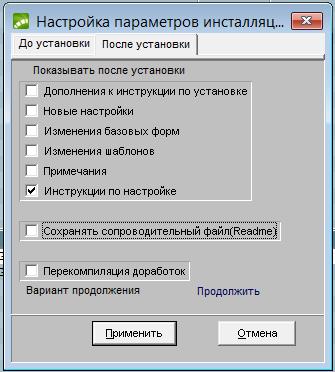 Настройка параметров инсталляц...
До установки
После установки
Показывать после установки
Дополнения к инструкции по установке
Новые настройки
Изменения базовых форм
Изменения шаблонов
Примечания
Инструкции по настройке
Сохранять сопроводительный файл(Readme)
Перекомпиляция доработок
Вариант продолжения
Продолжить
Применить
Отмена